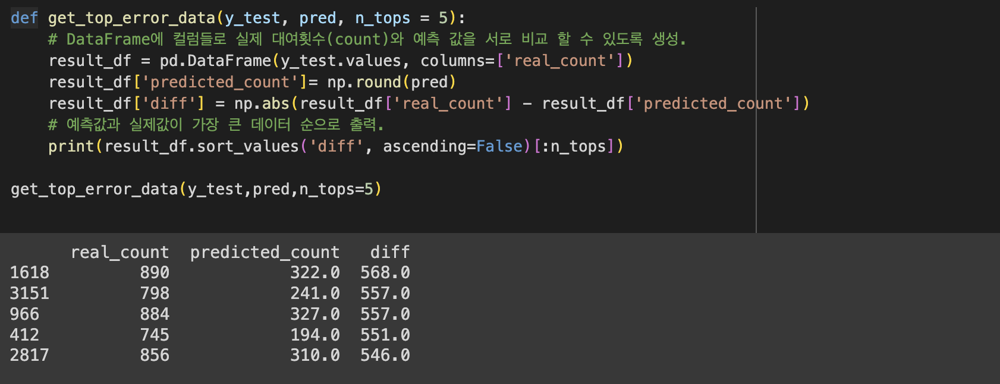 def get_top_error_data(y_test, pred, n_tops = 5):
    # DataFrame에 컬럼들로 실제 대여횟수(count)와 예측 값을 서로 비교 할 수 있도록 생성.
    result_df = pd.DataFrame(y_test.values, columns=['real_count'])
    result_df['predicted_count']= np.round(pred)
    result_df['diff'] = np.abs(result_df['real_count'] - result_df['predicted_count'])
    # 예측값과 실제값이 가장 큰 데이터 순으로 출력.
    print(result_df.sort_values('diff', ascending=False)[:n_tops])
get_top_error_data(y_test,pred,n_tops=5)
      real_count  predicted_count   diff
1618         890            322.0  568.0
3151         798            241.0  557.0
966          884            327.0  557.0
412          745            194.0  551.0
2817         856            310.0  546.0